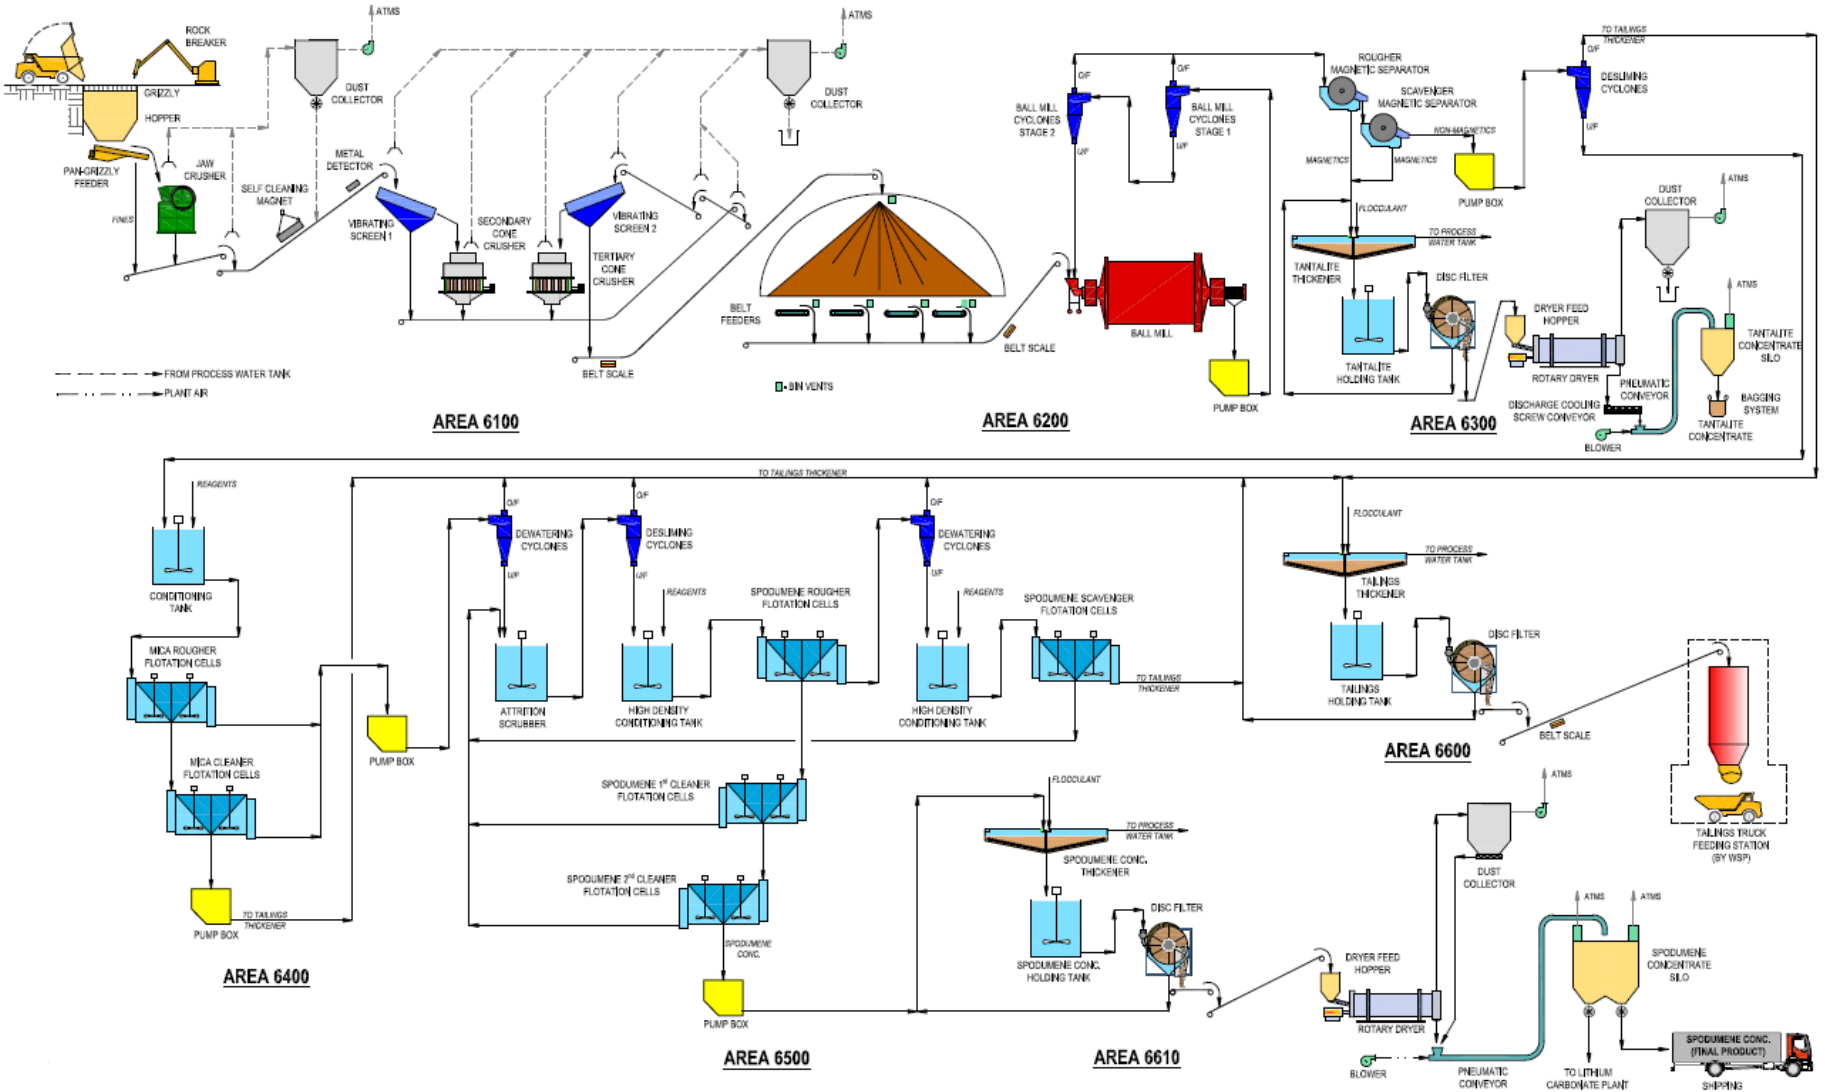 ATMS
ROCK
BREAKER
GRIZZLY
HOPPER
PAN-GRIZZLY
FEEDER
FINES
JAW
CRUSHER
DUST
COLLECTOR
SELF CLEANING
MAGNET
METAL
DETECTOR
VIBRATING
SCREEN 1
SECONDARY
CONE
CRUSHER
VIBRATING
SCREEN 2
TERTIARY
CONE
CRUSHER
ATMS
DUST
COLLECTOR
BELT SCALE
FROM PROCESS WATER TANK
PLANT AIR
AREA 6100
BELT
FEEDERS
- BIN VENTS
BELT SCALE
O/F
BALL MILL
CYCLONES
STAGE 2
U/F
O/F
BALL MILL
CYCLONES
STAGE 1
U/F
BALL MILL
PUMP BOX
AREA 6200
ROUGHER
MAGNETIC SEPARATOR
SCAVENGER
MAGNETIC SEPARATOR
NON-MAGNETICS
MAGNETICS
MAGNETICS
PUMP BOX
TO TAILINGS
THICKENER
O/F
DESLIMING
CYCLONES
U/F
FLOCCULANT
TO PROCESS
WATER TANK
TANTALITE
THICKENER
TANTALITE
HOLDING TANK
DISC FILTER
DRYER FEED
HOPPER
ROTARY DRYER
DUST
COLLECTOR
ATMS
PNEUMATIC
CONVEYOR
DISCHARGE COOLING
SCREW CONVEYOR
BLOWER
ATMS
TANTALITE
CONCENTRATE
SILO
BAGGING
SYSTEM
TANTALITE
CONCENTRATE
AREA 6300
REAGENTS
CONDITIONING
TANK
MICA ROUGHER
FLOTATION CELLS
MICA CLEANER
FLOTATION CELLS
PUMP BOX
TO TAILINGS
THICKENER
PUMP BOX
AREA 6400
TO TAILINGS THICKENER
O/F
DEWATERING
CYCLONES
U/F
ATTRITION
SCRUBBER
O/F
DESLIMING
CYCLONES
U/F
REAGENTS
HIGH DENSITY
CONDITIONING TANK
SPODUMENE ROUGHER
FLOTATION CELLS
O/F
DEWATERING
CYCLONES
U/F
REAGENTS
HIGH DENSITY
CONDITIONING TANK
SPODUMENE SCAVENGER
FLOTATION CELLS
TO TAILINGS
THICKENER
SPODUMENE 1st CLEANER
FLOTATION CELLS
SPODUMENE 2nd CLEANER
FLOTATION CELLS
SPODUMENE
CONC.
PUMP BOX
AREA 6500
FLOCCULANT
TO PROCESS
WATER TANK
TAILINGS
THICKENER
TAILINGS
HOLDING TANK
DISC FILTER
BELT SCALE
AREA 6600
TAILINGS TRUCK
FEEDING STATION
(BY WSP)
FLOCCULANT
TO PROCESS
WATER TANK
SPODUMENE CONC.
THICKENER
SPODUMENE CONC.
HOLDING TANK
DISC FILTER
AREA 6610
DRYER FEED
HOPPER
ROTARY DRYER
DUST
COLLECTOR
ATMS
BLOWER
PNEUMATIC
CONVEYOR
ATMS
ATMS
SPODUMENE
CONCENTRATE
SILO
TO LITHIUM
CARBONATE PLANT
SPODUMENE CONC.
(FINAL PRODUCT)
SHIPPING